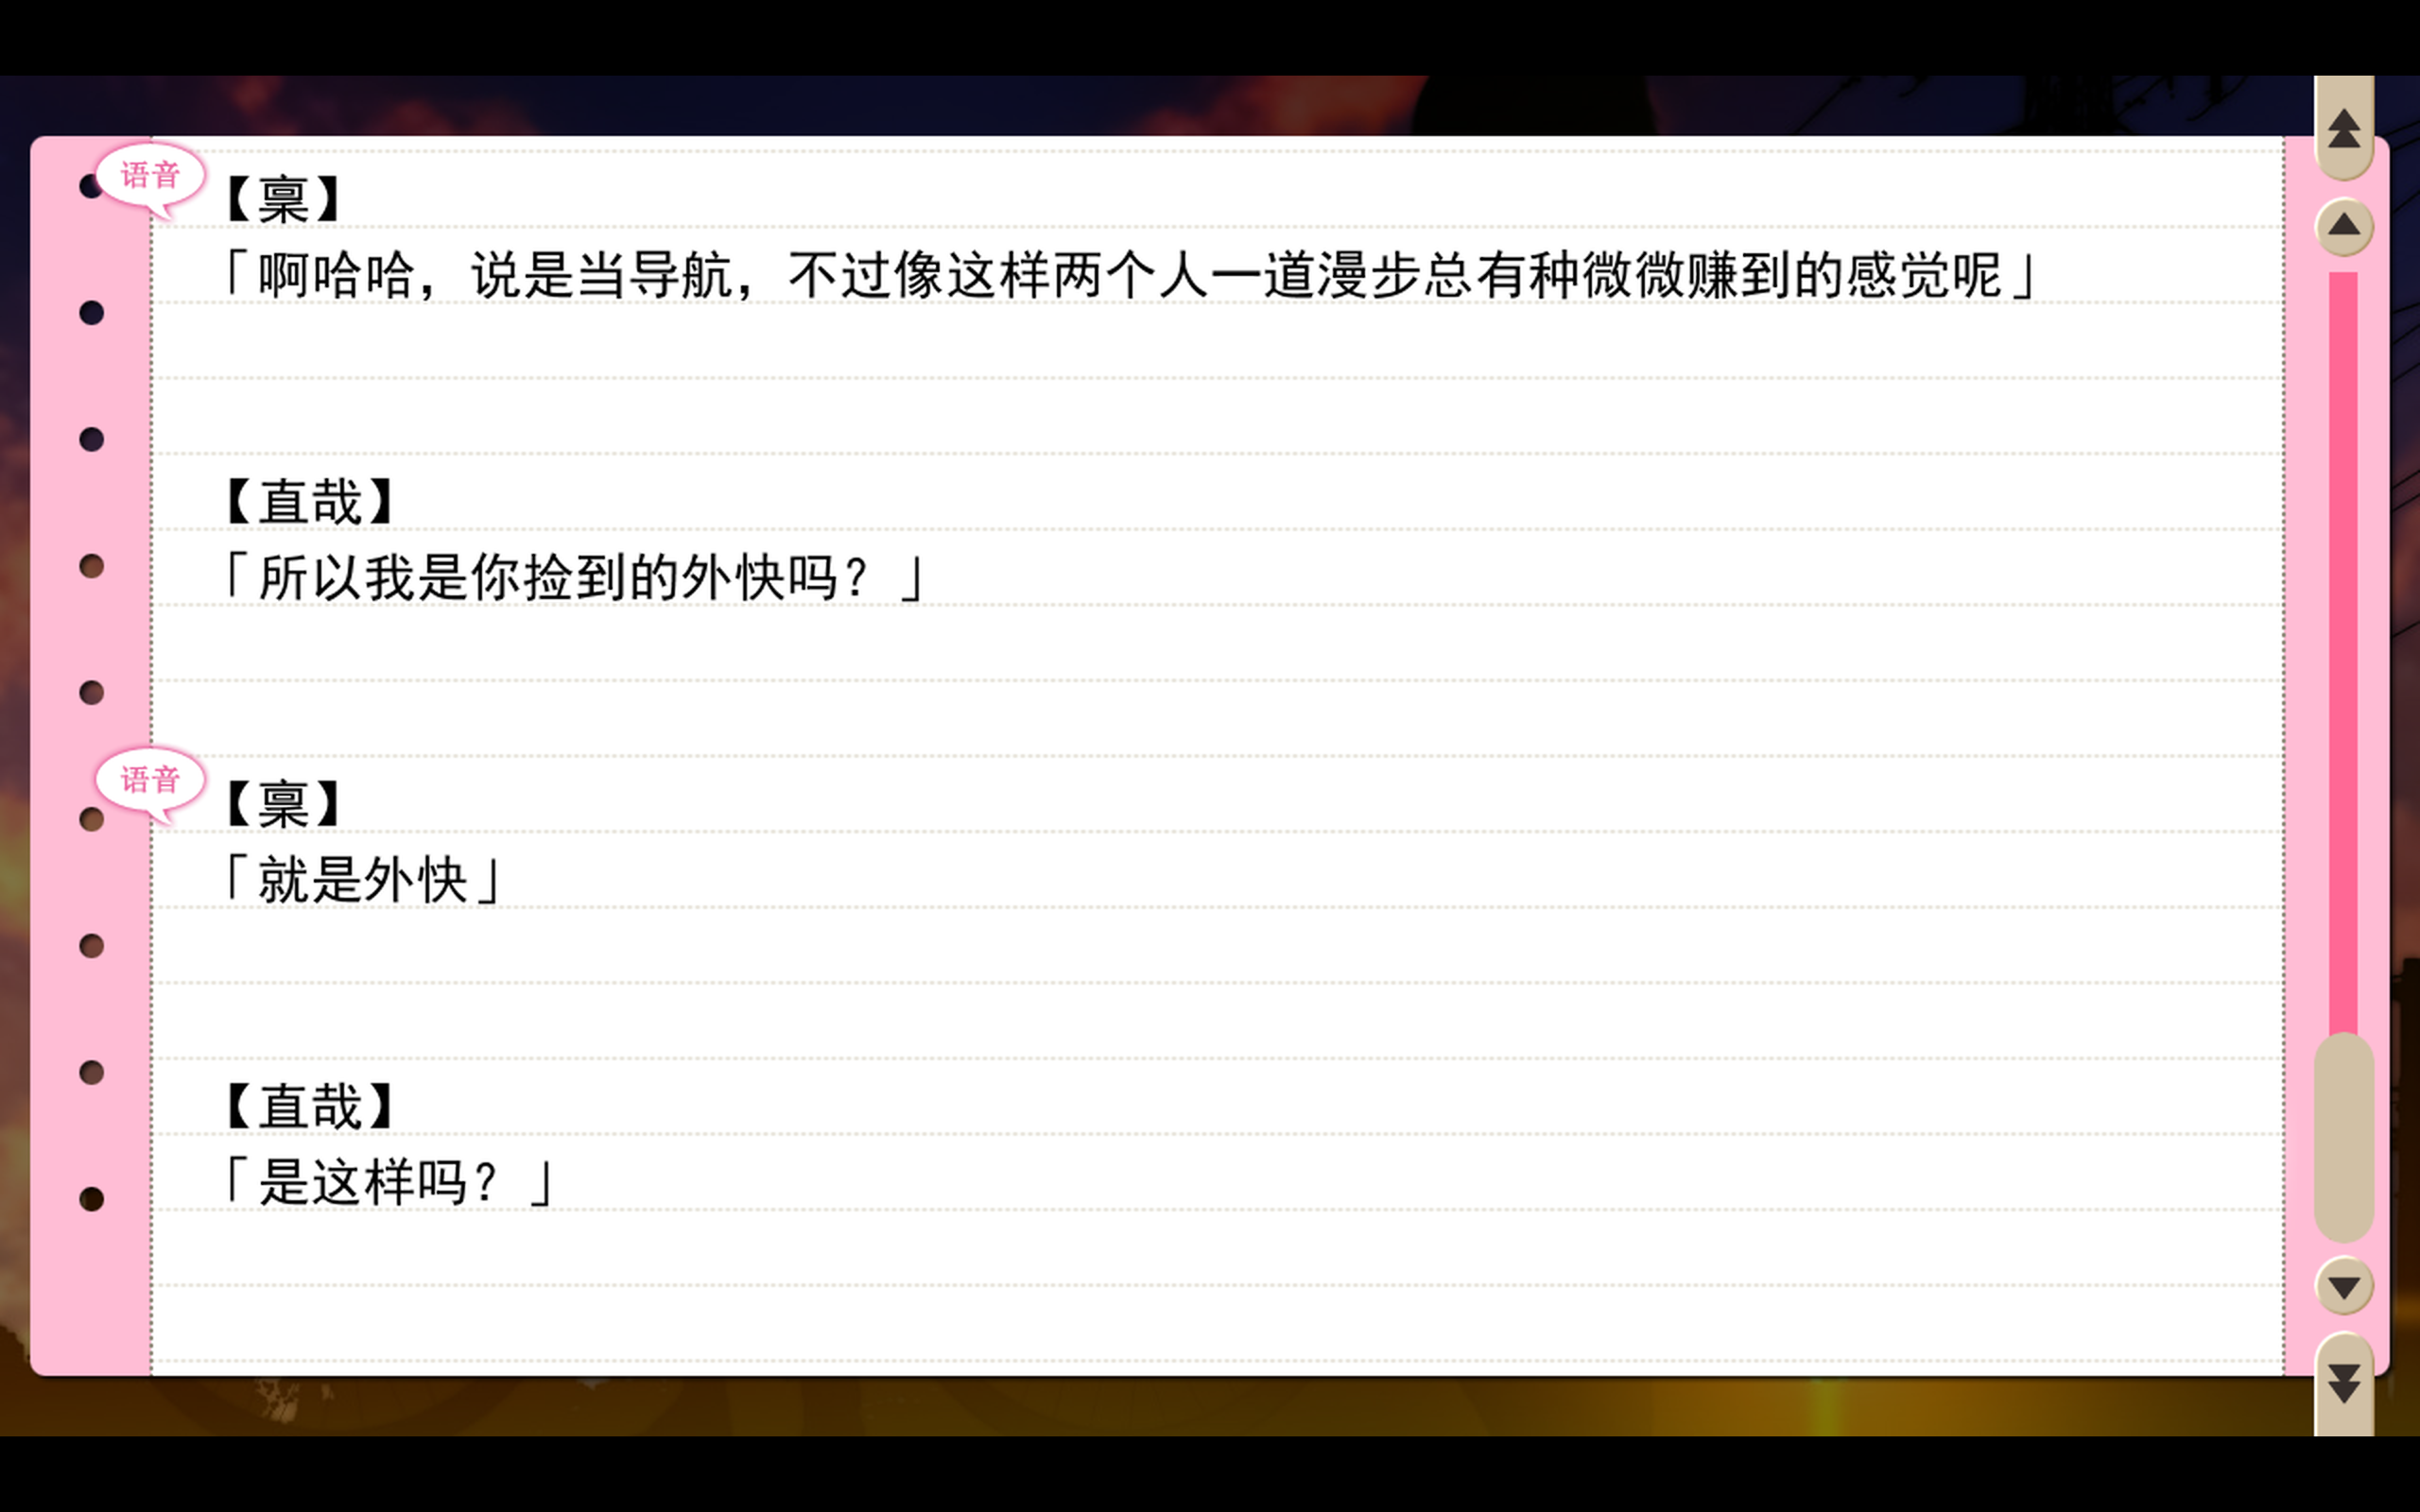 语音
【稟】
「啊哈哈，说是当导航，不过像这样两个人一道漫步总有种微微赚到的感觉呢」
【直哉】
「所以我是你捡到的外快吗？」
语音
【稟】
「就是外快」
【直哉】
「是这样吗？」